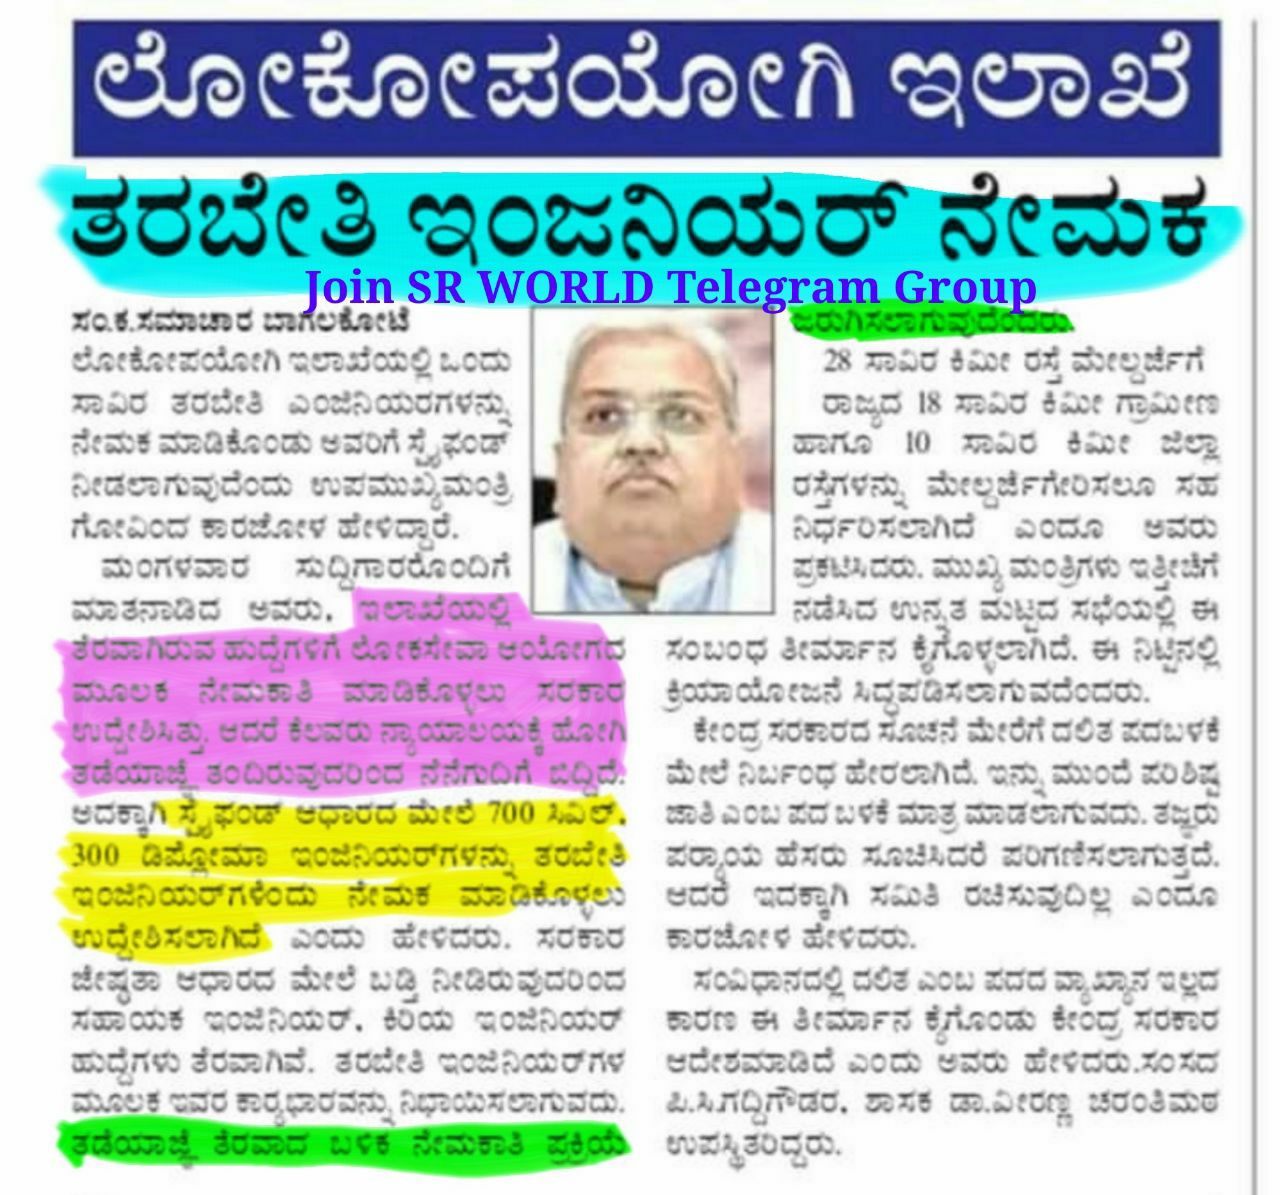 ಲೋಕೋಪಯೋಗಿ ಇಲಾಖೆ
ತರಬೇತಿ ಇಂಜನಿಯರ್ ನೇಮಕ
Join SR WORLD Telegram Group
ಸಂ.ಕ.ಸಮಾಚಾರ ಬಾಗಲಕೋಟೆ
ಲೋಕೋಪಯೋಗಿ ಇಲಾಖೆಯಲ್ಲಿ ಒಂದು
ಸಾವಿರ ತರಬೇತಿ ಎಂಜಿನಿಯರಗಳನ್ನು
ನೇಮಕ ಮಾಡಿಕೊಂಡು ಅವರಿಗೆ ಸ್ಟೈಫಂಡ್
ನೀಡಲಾಗುವುದೆಂದು ಉಪಮುಖ್ಯಮಂತ್ರಿ
ಗೋವಿಂದ ಕಾರಜೋಳ ಹೇಳಿದ್ದಾರೆ.
ಮಂಗಳವಾರ ಸುದ್ದಿಗಾರರೊಂದಿಗೆ
ಮಾತನಾಡಿದ ಅವರು, ಇಲಾಖೆಯಲ್ಲಿ
ತೆರವಾಗಿರುವ ಹುದ್ದೆಗಳಿಗೆ ಲೋಕಸೇವಾ ಆಯೋಗದ
ಮೂಲಕ ನೇಮಕಾತಿ ಮಾಡಿಕೊಳ್ಳಲು ಸರಕಾರ
ಉದ್ದೇಶಿಸಿತ್ತು. ಆದರೆ ಕೆಲವರು ನ್ಯಾಯಾಲಯಕ್ಕೆ ಹೋಗಿ
ತಡೆಯಾಜ್ಞೆ ತಂದಿರುವುದರಿಂದ ನೆನೆಗುದಿಗೆ ಬಿದ್ದಿದೆ.
ಅದಕ್ಕಾಗಿ ಸ್ಟೈಫಂಡ್ ಆಧಾರದ ಮೇಲೆ 700 ಸಿವಿಲ್,
300 ಡಿಪ್ಲೋಮಾ ಇಂಜಿನಿಯರ್‌ಗಳನ್ನು ತರಬೇತಿ
ಇಂಜಿನಿಯರ್‌ಗಳೆಂದು ನೇಮಕ ಮಾಡಿಕೊಳ್ಳಲು
ಉದ್ದೇಶಿಸಲಾಗಿದೆ ಎಂದು ಹೇಳಿದರು. ಸರಕಾರ
ಜೇಷ್ಠತಾ ಆಧಾರದ ಮೇಲೆ ಬಡ್ತಿ ನೀಡಿರುವುದರಿಂದ
ಸಹಾಯಕ ಇಂಜಿನಿಯರ್, ಕಿರಿಯ ಇಂಜಿನಿಯರ್
ಹುದ್ದೆಗಳು ತೆರವಾಗಿವೆ. ತರಬೇತಿ ಇಂಜಿನಿಯರ್‌ಗಳ
ಮೂಲಕ ಇವರ ಕಾರ‍್ಯಭಾರವನ್ನು ನಿಭಾಯಿಸಲಾಗುವದು.
ತಡೆಯಾಜ್ಞೆ ತೆರವಾದ ಬಳಿಕ ನೇಮಕಾತಿ ಪ್ರಕ್ರಿಯೆ
ಜರುಗಿಸಲಾಗುವುದೆಂದರು.
28 ಸಾವಿರ ಕಿಮೀ ರಸ್ತೆ ಮೇಲ್ದರ್ಜೆಗೆ
ರಾಜ್ಯದ 18 ಸಾವಿರ ಕಿಮೀ ಗ್ರಾಮೀಣ
ಹಾಗೂ 10 ಸಾವಿರ ಕಿಮೀ ಜಿಲ್ಲಾ
ರಸ್ತೆಗಳನ್ನು ಮೇಲ್ದರ್ಜೆಗೇರಿಸಲೂ ಸಹ
ನಿರ್ಧರಿಸಲಾಗಿದೆ ಎಂದೂ ಅವರು
ಪ್ರಕಟಿಸಿದರು. ಮುಖ್ಯ ಮಂತ್ರಿಗಳು ಇತ್ತೀಚೆಗೆ
ನಡೆಸಿದ ಉನ್ನತ ಮಟ್ಟದ ಸಭೆಯಲ್ಲಿ ಈ
ಸಂಬಂಧ ತೀರ್ಮಾನ ಕೈಗೊಳ್ಳಲಾಗಿದೆ. ಈ ನಿಟ್ಟಿನಲ್ಲಿ
ಕ್ರಿಯಾಯೋಜನೆ ಸಿದ್ಧಪಡಿಸಲಾಗುವದೆಂದರು.
ಕೇಂದ್ರ ಸರಕಾರದ ಸೂಚನೆ ಮೇರೆಗೆ ದಲಿತ ಪದಬಳಕೆ
ಮೇಲೆ ನಿರ್ಬಂಧ ಹೇರಲಾಗಿದೆ. ಇನ್ನು ಮುಂದೆ ಪರಿಶಿಷ್ಟ
ಜಾತಿ ಎಂಬ ಪದ ಬಳಕೆ ಮಾತ್ರ ಮಾಡಲಾಗುವದು. ತಜ್ಞರು
ಪರ‍್ಯಾಯ ಹೆಸರು ಸೂಚಿಸಿದರೆ ಪರಿಗಣಿಸಲಾಗುತ್ತದೆ.
ಆದರೆ ಇದಕ್ಕಾಗಿ ಸಮಿತಿ ರಚಿಸುವುದಿಲ್ಲ ಎಂದೂ
ಕಾರಜೋಳ ಹೇಳಿದರು.
ಸಂವಿಧಾನದಲ್ಲಿ ದಲಿತ ಎಂಬ ಪದದ ವ್ಯಾಖ್ಯಾನ ಇಲ್ಲದ
ಕಾರಣ ಈ ತೀರ್ಮಾನ ಕೈಗೊಂಡು ಕೇಂದ್ರ ಸರಕಾರ
ಆದೇಶಮಾಡಿದೆ ಎಂದು ಅವರು ಹೇಳಿದರು.ಸಂಸದ
ಪಿ.ಸಿ.ಗದ್ದಿಗೌಡರ, ಶಾಸಕ ಡಾ.ವೀರಣ್ಣ ಚರಂತಿಮಠ
ಉಪಸ್ಥಿತರಿದ್ದರು.